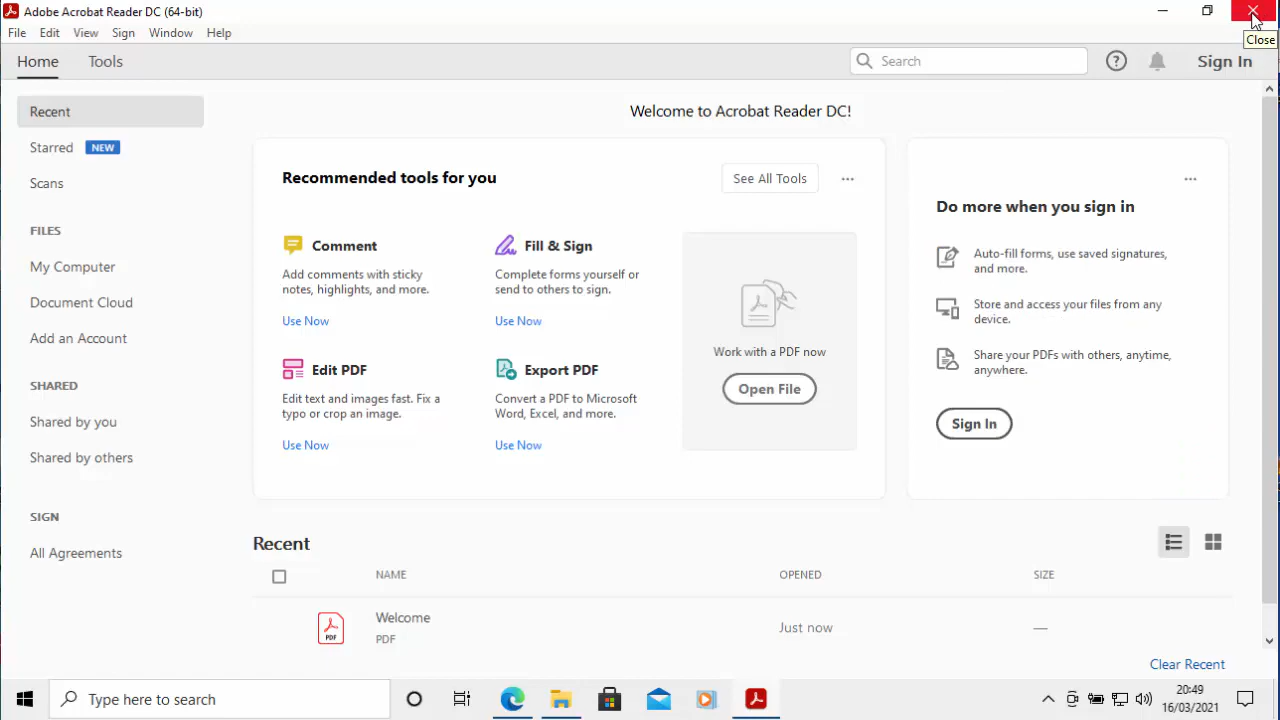 Adobe Acrobat Reader DC (64-bit)
File Edit View Sign Window Help
Close
Home Tools Search Sign In
Recent
Starred NEW
Scans
FILES
My Computer
Document Cloud
Add an Account
SHARED
Shared by you
Shared by others
SIGN
All Agreements
Welcome to Acrobat Reader DC!
Recommended tools for you
See All Tools
Comment
Add comments with sticky
notes, highlights, and more.
Use Now
Fill & Sign
Complete forms yourself or
send to others to sign.
Use Now
Edit PDF
Edit text and images fast. Fix a
typo or crop an image.
Use Now
Export PDF
Convert a PDF to Microsoft
Word, Excel, and more.
Use Now
Work with a PDF now
Open File
Do more when you sign in
Auto-fill forms, use saved signatures,
and more.
Store and access your files from any
device.
Share your PDFs with others, anytime,
anywhere.
Sign In
Recent
NAME OPENED SIZE
PDF
Welcome
PDF
Just now —
Clear Recent
Type here to search
20:49
16/03/2021